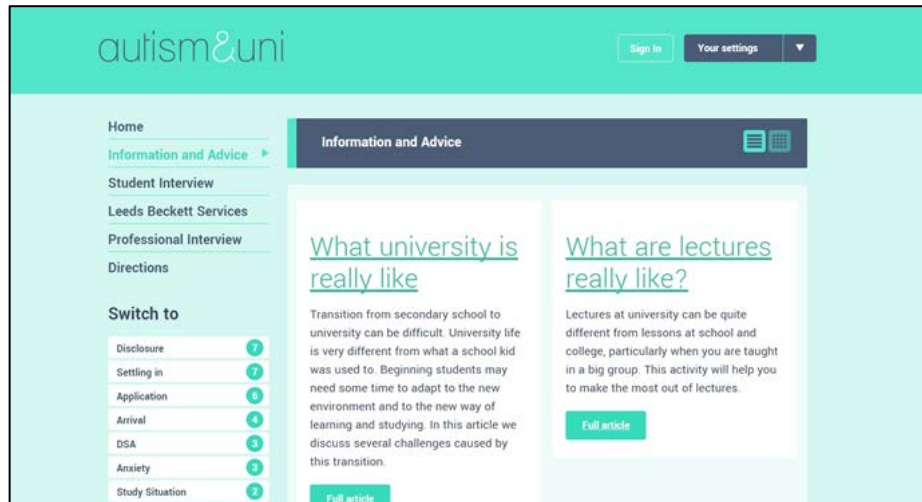 autism&uni
Sign In
Your settings
Home
Information and Advice
Student Interview
Leeds Beckett Services
Professional Interview
Directions
Switch to
Disclosure 7
Settling in 7
Application 6
Arrival 4
DSA 3
Anxiety 3
Study Situation 2
Information and Advice
What university is
really like
Transition from secondary school to
university can be difficult. University life
is very different from what a school kid
was used to. Beginning students may
need some time to adapt to the new
environment and to the new way of
learning and studying. In this article we
discuss several challenges caused by
this transition.
Full article
What are lectures
really like?
Lectures at university can be quite
different from lessons at school and
college, particularly when you are taught
in a big group. This activity will help you
to make the most out of lectures.
Full article